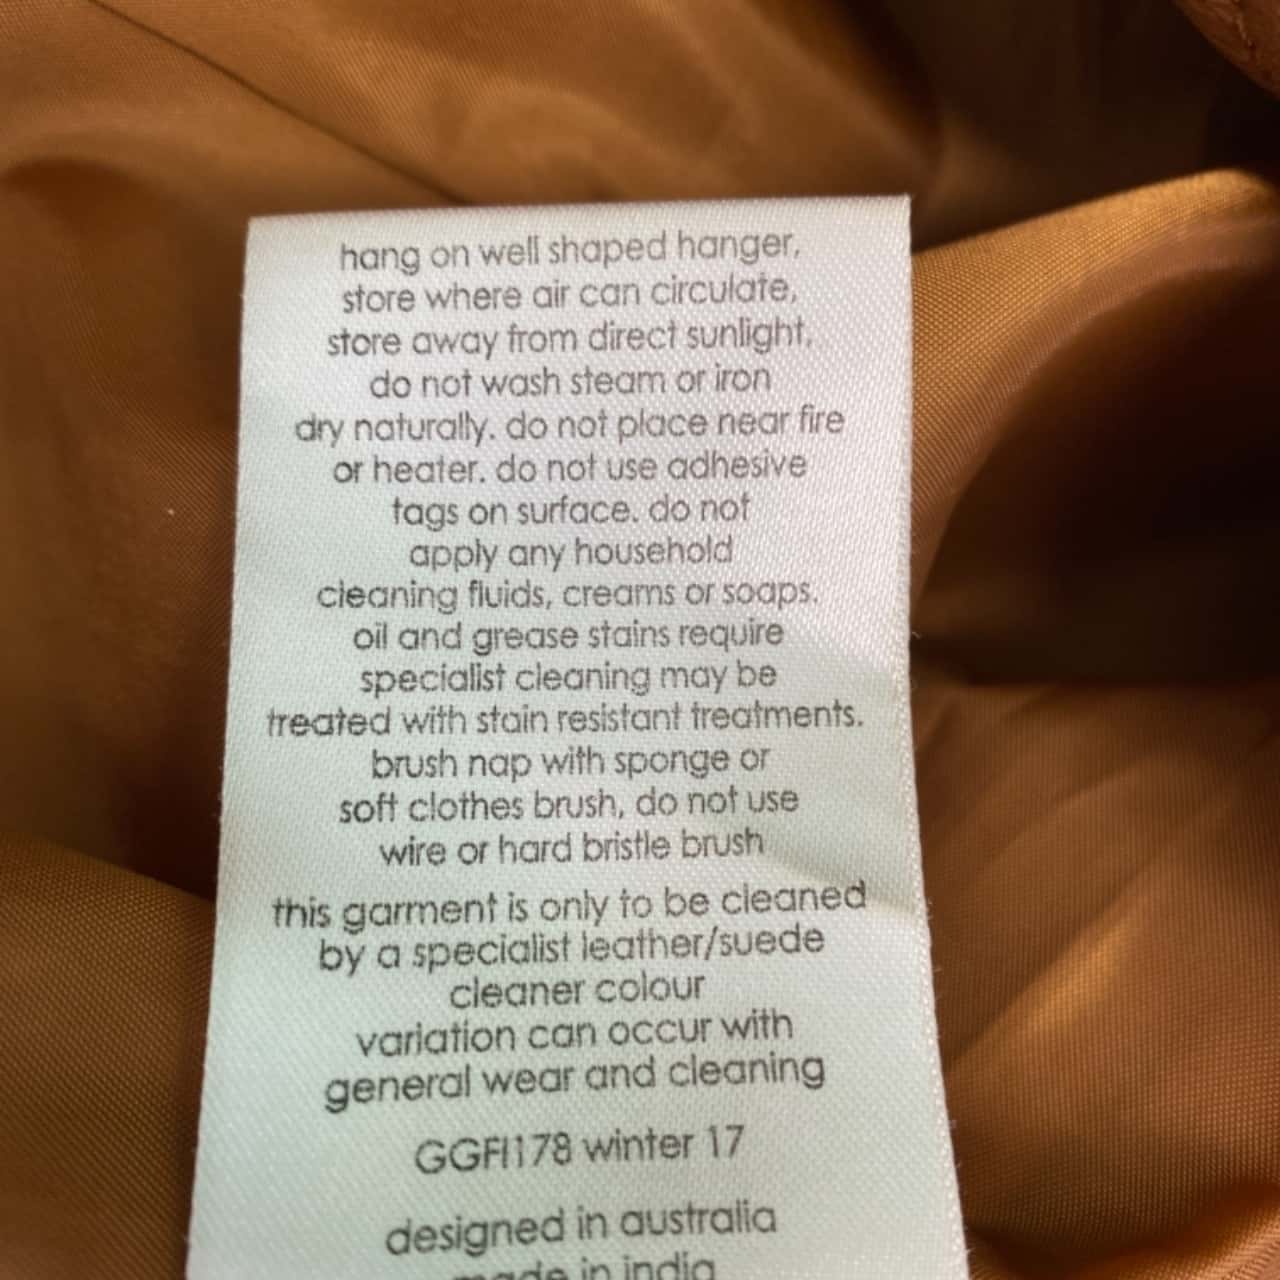 hang on well shaped hanger,
store where air can circulate,
store away from direct sunlight,
do not wash steam or iron
dry naturally. do not place near fire
or heater. do not use adhesive
tags on surface. do not
apply any household
cleaning fluids, creams or soaps.
oil and grease stains require
specialist cleaning may be
treated with stain resistant treatments.
brush nap with sponge or
soft clothes brush, do not use
wire or hard bristle brush
this garment is only to be cleaned
by a specialist leather/suede
cleaner colour
variation can occur with
general wear and cleaning
GGFI178 winter 17
designed in australia
made in india